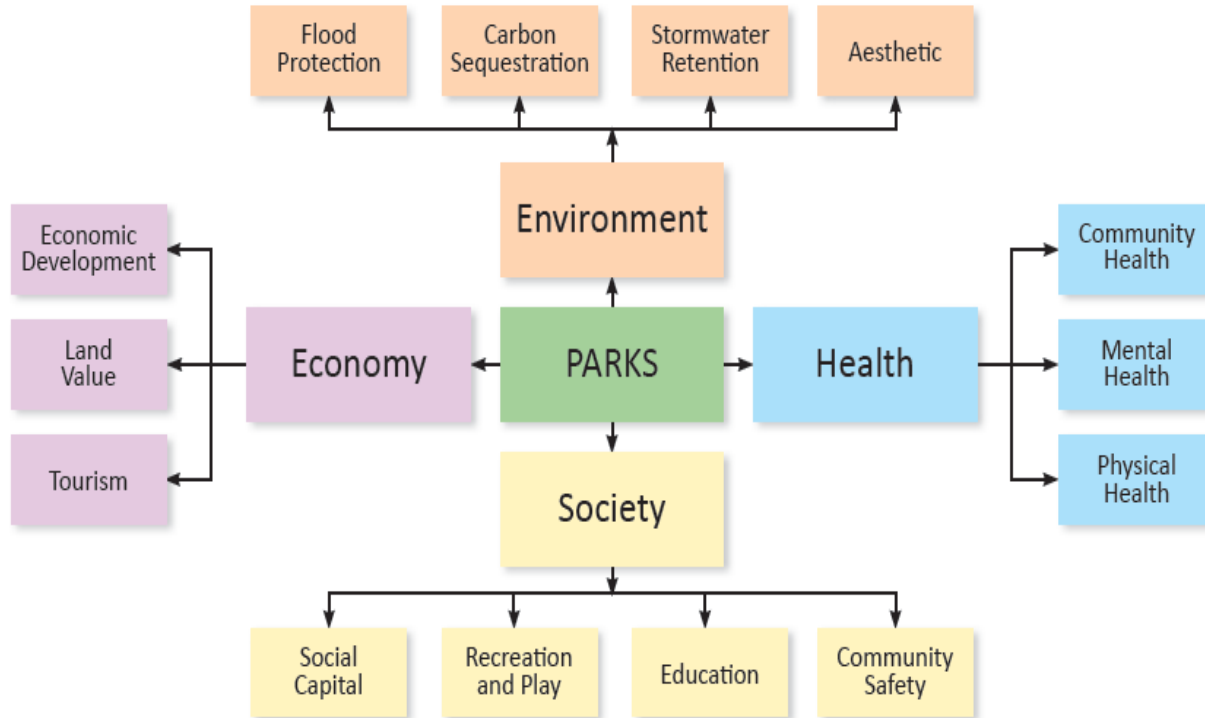 Flood
Protection
Carbon
Sequestration
Stormwater
Retention
Aesthetic
Environment
Economic
Development
Land
Value
Tourism
Economy
PARKS
Health
Community
Health
Mental
Health
Physical
Health
Society
Social
Capital
Recreation
and Play
Education
Community
Safety